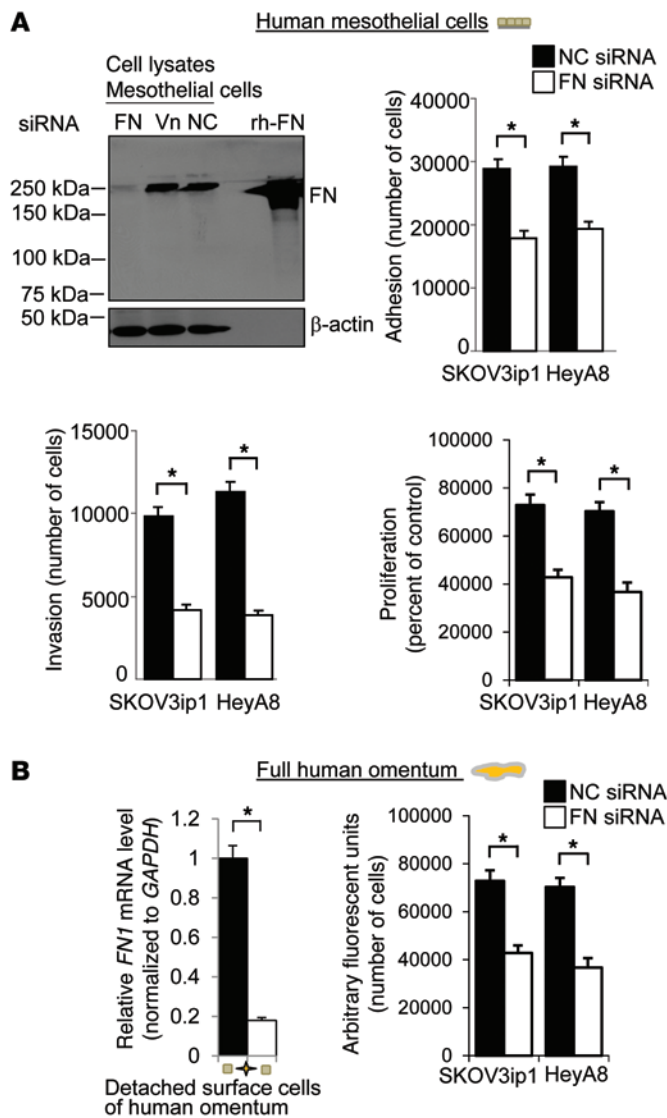 A
Human mesothelial cells
Cell lysates
Mesothelial cells
siRNA FN Vn NC rh-FN
250 kDa
150 kDa
100 kDa
75 kDa
50 kDa
FN
β-actin
NC siRNA
FN siRNA
Adhesion (number of cells)
40000
30000
20000
10000
0
* *
SKOV3ip1 HeyA8
Invasion (number of cells)
15000
10000
5000
0
* *
SKOV3ip1 HeyA8
Proliferation
(percent of control)
100000
80000
60000
40000
20000
0
* *
SKOV3ip1 HeyA8
B
Full human omentum
Relative FN1 mRNA level
(normalized to GAPDH)
1.2
1
0.8
0.6
0.4
0.2
0
*
Detached surface cells
of human omentum
NC siRNA
FN siRNA
Arbitrary fluorescent units
(number of cells)
100000
80000
60000
40000
20000
0
* *
SKOV3ip1 HeyA8